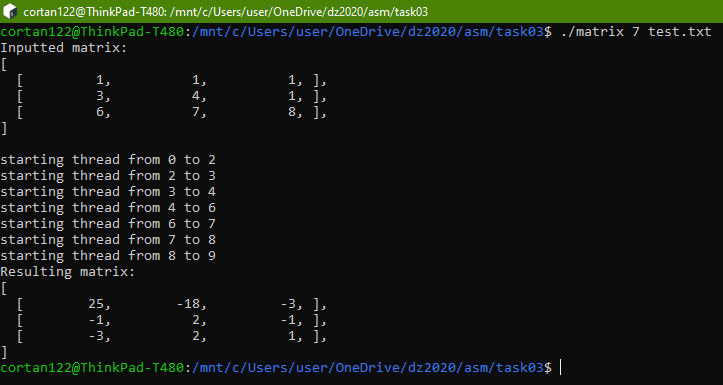 cortan122@ThinkPad-T480: /mnt/c/Users/user/OneDrive/dz2020/asm/task03
cortan122@ThinkPad-T480:/mnt/c/Users/user/OneDrive/dz2020/asm/task03$ ./matrix 7 test.txt
Inputted matrix:
[
  [         1,          1,          1, ],
  [         3,          4,          1, ],
  [         6,          7,          8, ],
]
starting thread from 0 to 2
starting thread from 2 to 3
starting thread from 3 to 4
starting thread from 4 to 6
starting thread from 6 to 7
starting thread from 7 to 8
starting thread from 8 to 9
Resulting matrix:
[
  [        25,        -18,         -3, ],
  [        -1,          2,         -1, ],
  [        -3,          2,          1, ],
]
cortan122@ThinkPad-T480:/mnt/c/Users/user/OneDrive/dz2020/asm/task03$